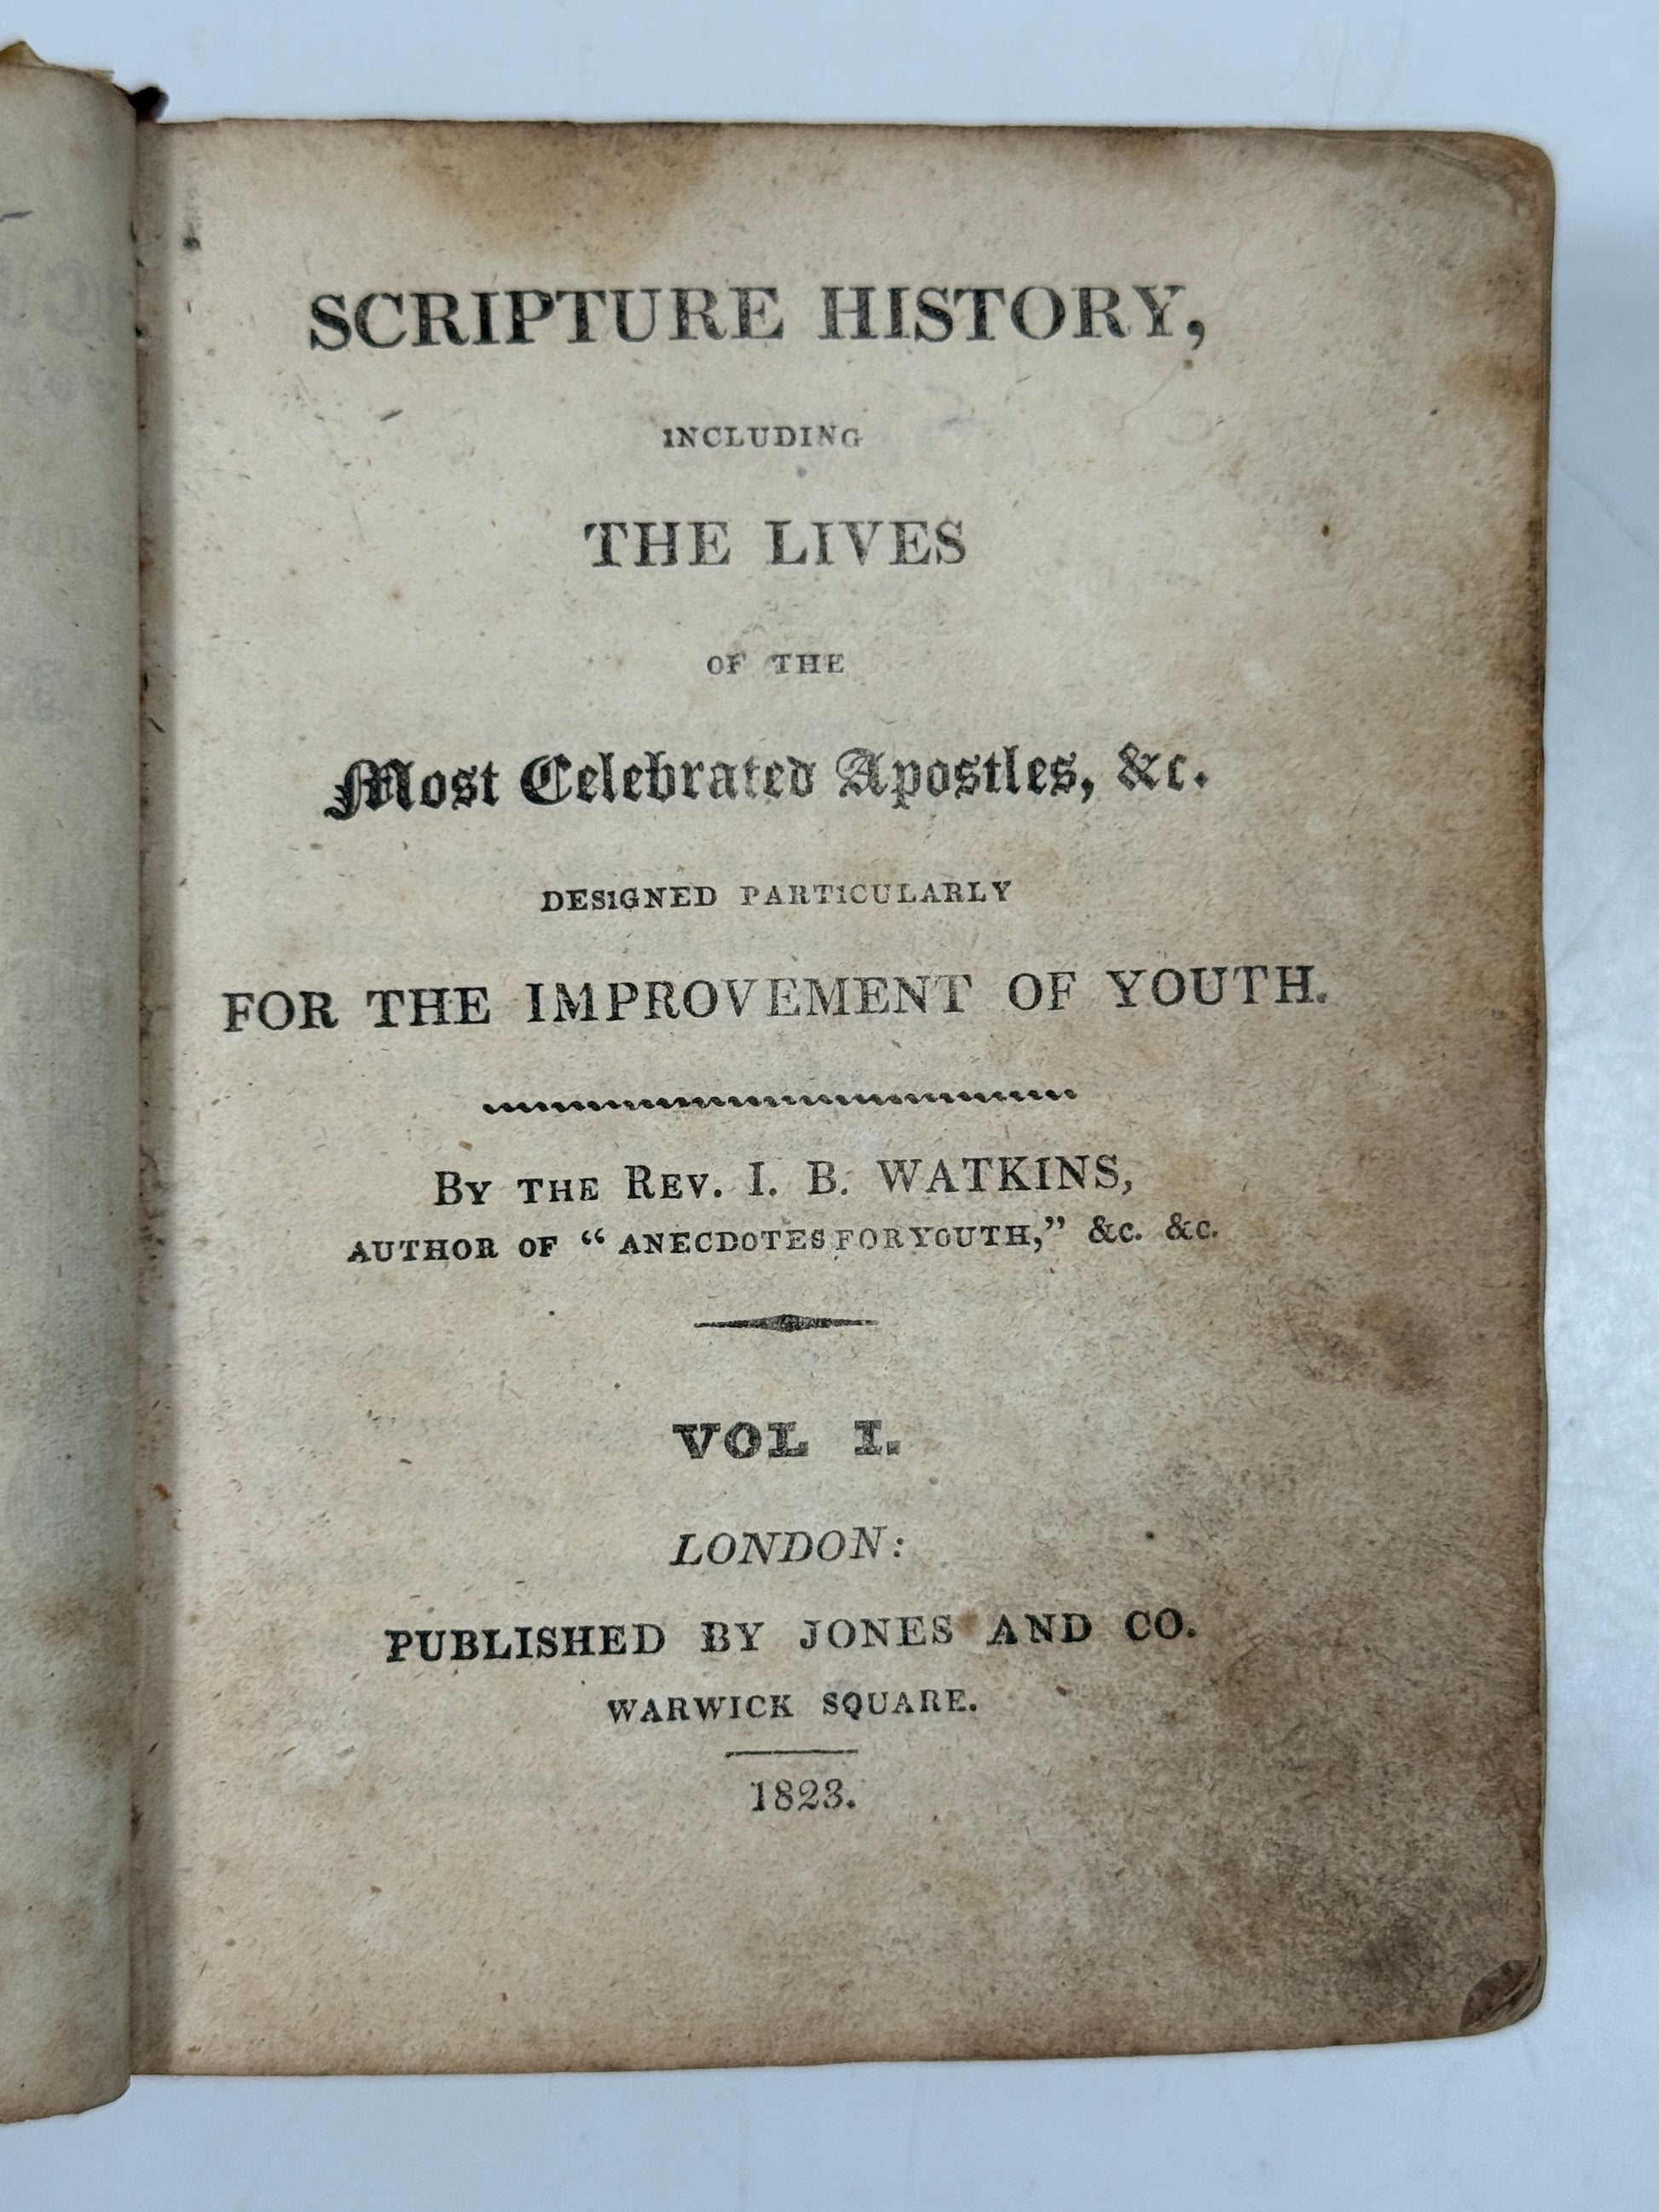 SCRIPTURE HISTORY,
INCLUDING
THE LIVES
OF THE
Most Celebrated Apostles, &c.
DESIGNED PARTICULARLY
FOR THE IMPROVEMENT OF YOUTH.
BY THE REV. I. B. WATKINS,
AUTHOR OF “ ANECDOTES FOR YOUTH,” &c. &c.
VOL I.
LONDON:
PUBLISHED BY JONES AND CO.
WARWICK SQUARE.
1823.